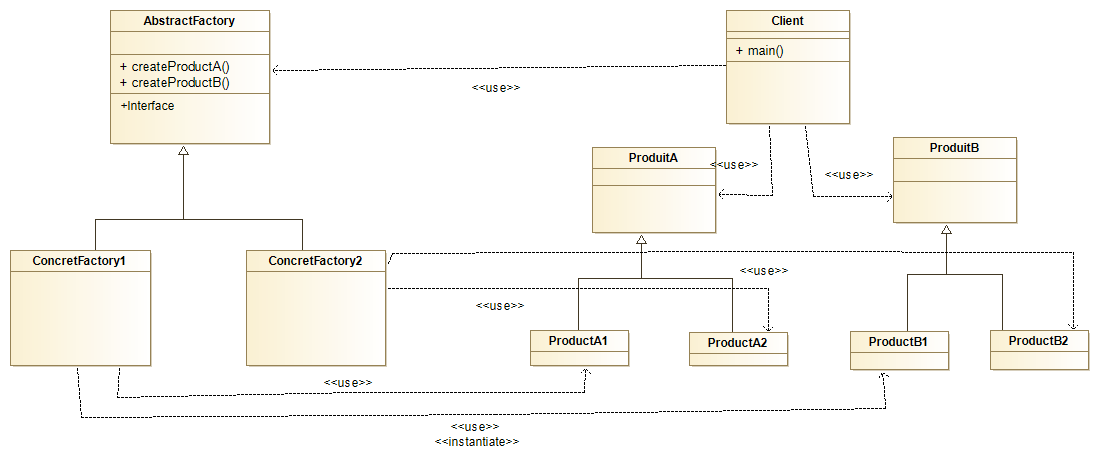 AbstractFactory
+ createProductA()
+ createProductB()
+Interface
Client
+ main()
<<use>>
ProduitA
<<use>>
ProduitB
<<use>>
ConcretFactory1
ConcretFactory2
<<use>>
<<use>>
ProductA1
ProductA2
ProductB1
ProductB2
<<use>>
<<use>>
<<instantiate>>